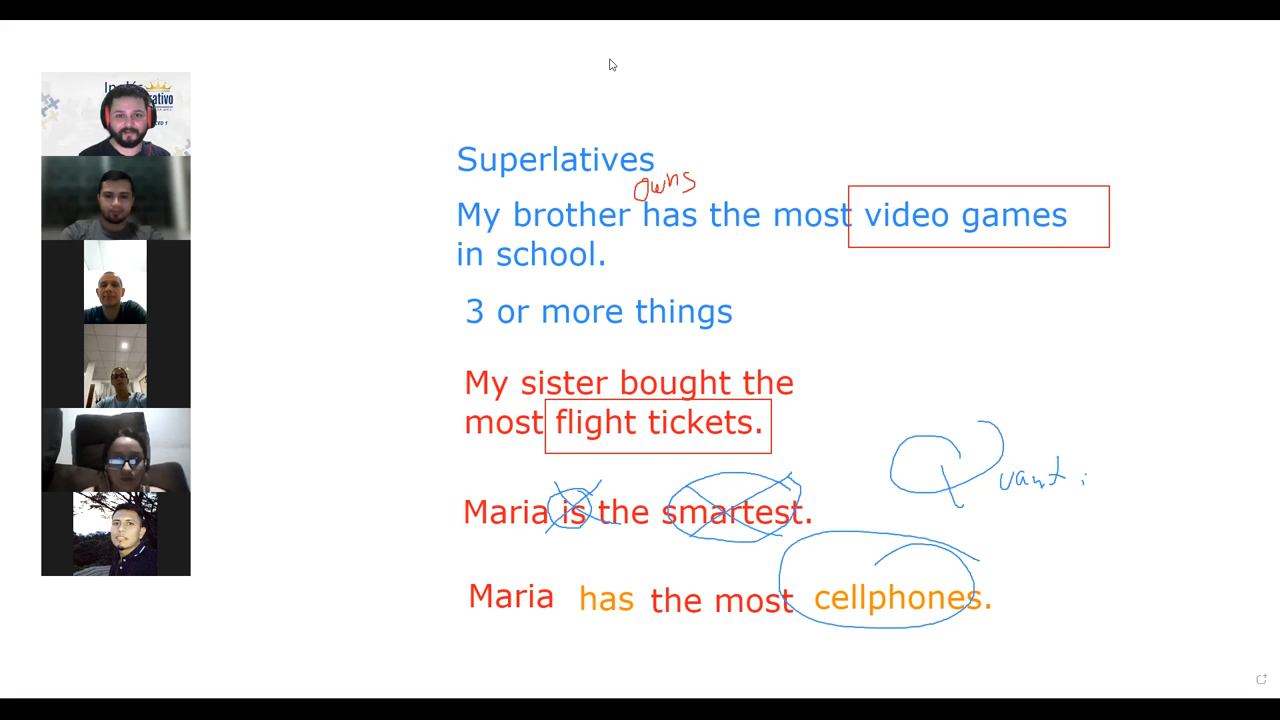 Superlatives
owns
My brother has the most video games
in school.
3 or more things
My sister bought the
most flight tickets.
Maria is the smartest.
Maria has the most cellphones.